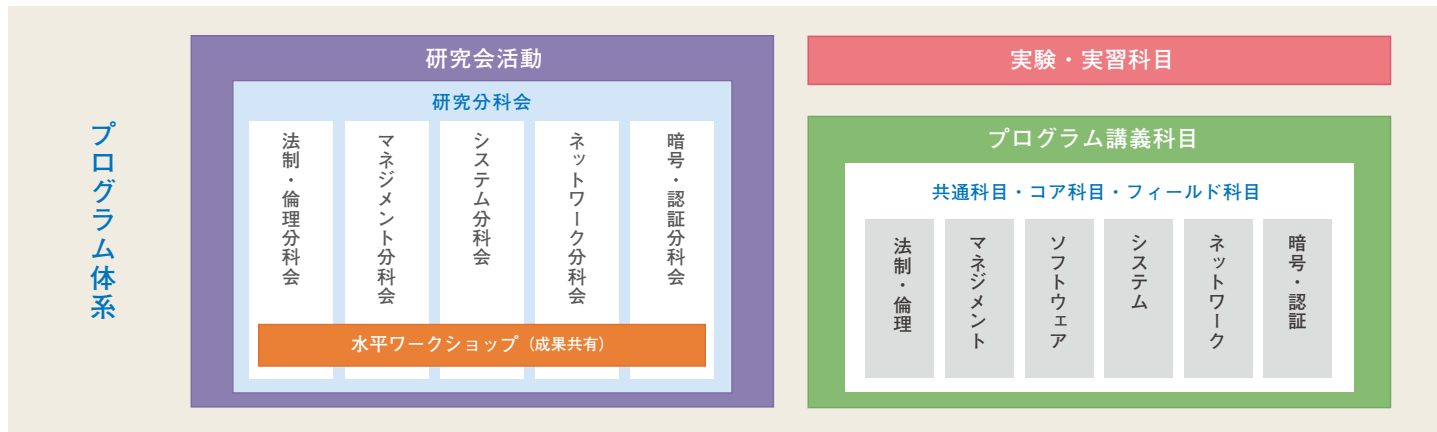 プログラム体系
研究会活動
研究分科会
法制・倫理分科会
マネジメント分科会
システム分科会
ネットワーク分科会
暗号・認証分科会
水平ワークショップ（成果共有）
実験・実習科目
プログラム講義科目
共通科目・コア科目・フィールド科目
法制・倫理
マネジメント
ソフトウェア
システム
ネットワーク
暗号・認証